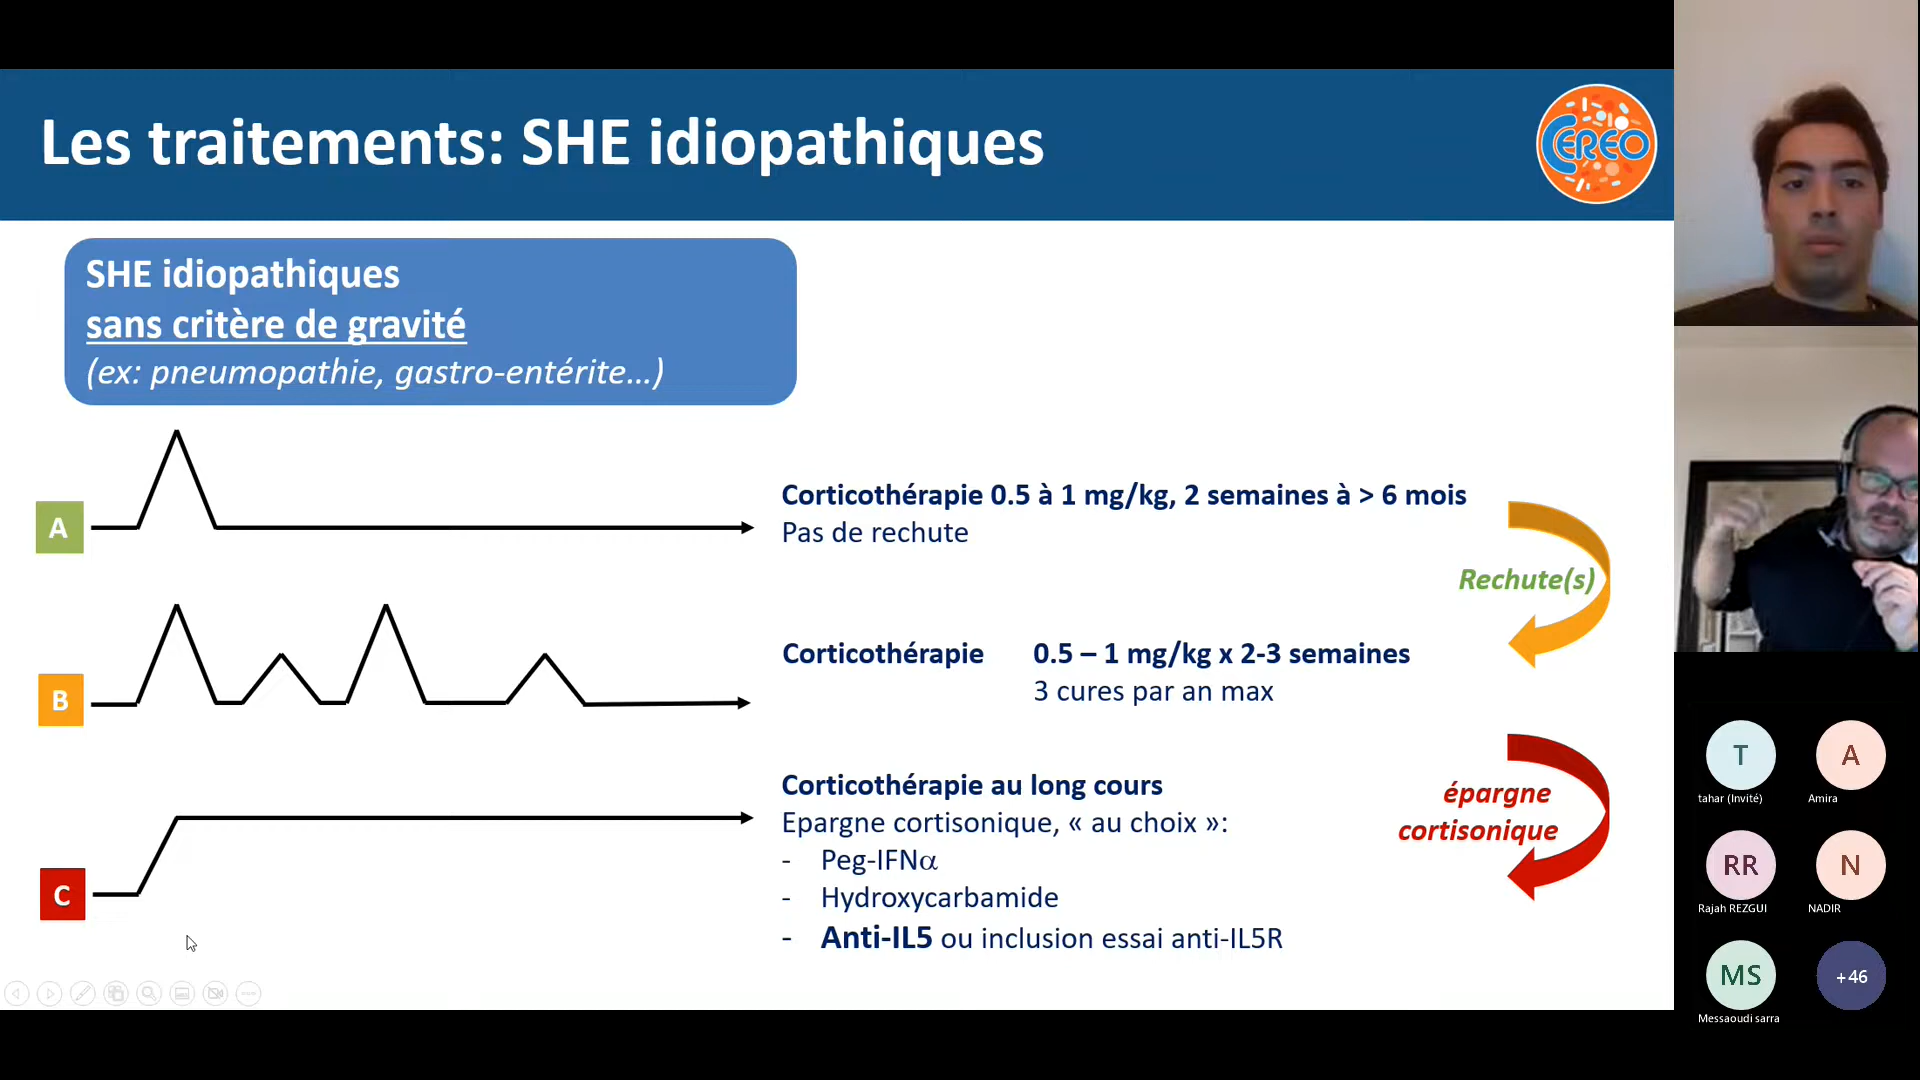 Les traitements: SHE idiopathiques
CEREO
SHE idiopathiques
sans critère de gravité
(ex: pneumopathie, gastro-entérite...)
A
Corticothérapie 0.5 à 1 mg/kg, 2 semaines à > 6 mois
Pas de rechute
Rechute(s)
B
Corticothérapie 0.5 – 1 mg/kg x 2-3 semaines
3 cures par an max
C
Corticothérapie au long cours
Epargne cortisonique, « au choix »:
- Peg-IFNα
- Hydroxycarbamide
- Anti-IL5 ou inclusion essai anti-IL5R
épargne
cortisonique
T
A
tahar (Invité)
Amira
RR
N
Rajah REZGUI
NADIR
MS
+46
Messaoudi sarra